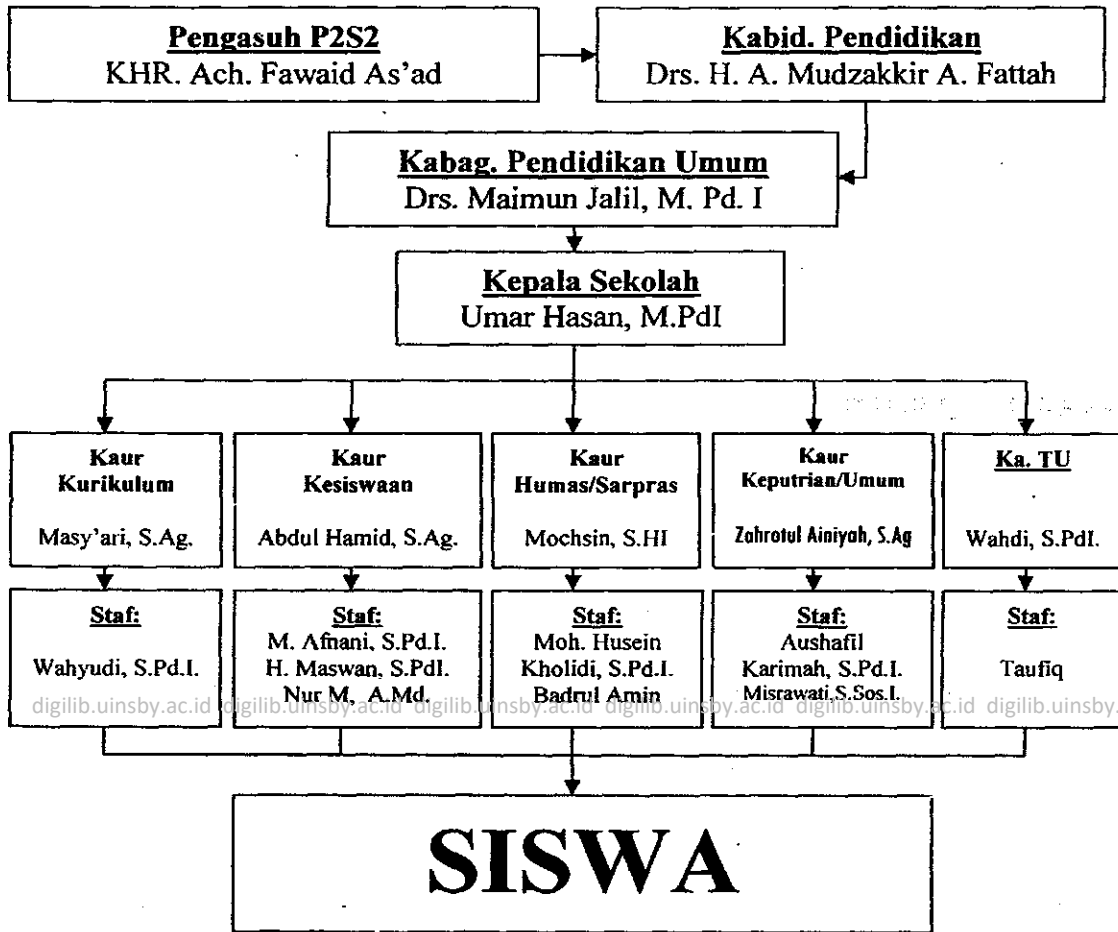 Pengasuh P2S2
KHR. Ach. Fawaid As'ad
Kabid. Pendidikan
Drs. H. A. Mudzakkir A. Fattah
Kabag. Pendidikan Umum
Drs. Maimun Jalil, M. Pd. I
Kepala Sekolah
Umar Hasan, M.PdI
Kaur
Kurikulum
Masy'ari, S.Ag.
Kaur
Kesiswaan
Abdul Hamid, S.Ag.
Kaur
Humas/Sarpras
Mochsin, S.HI
Kaur
Keputrian/Umum
Zahrotul Ainiyah, S.Ag
Ka. TU
Wahdi, S.PdI.
Staf:
Wahyudi, S.Pd.I.
Staf:
M. Afnani, S.Pd.I.
H. Maswan, S.PdI.
Nur M, A.Md.
Staf:
Moh. Husein
Kholidi, S.Pd.I.
Badrul Amin
Staf:
Aushafil
Karimah, S.Pd.I.
Misrawati,S.Sos.I.
Staf:
Taufiq
digilib.uinsby.ac.id digilib.uinsby.ac.id digilib.uinsby.ac.id digilib.uinsby.ac.id digilib.uinsby.ac.id digilib.uinsby.
SISWA